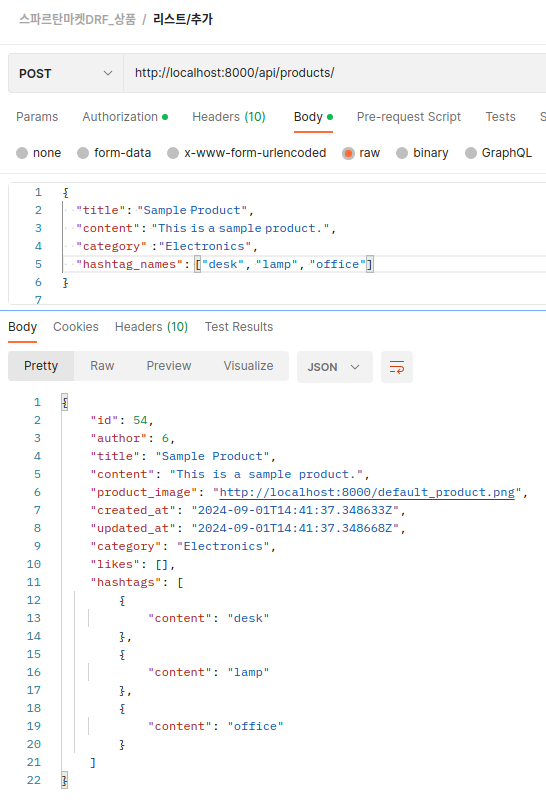 스파르탄마켓DRF_상품 / 리스트/추가
POST http://localhost:8000/api/products/
Params Authorization Headers (10) Body Pre-request Script Tests S
none form-data x-www-form-urlencoded raw binary GraphQL
1 {
2 "title": "Sample Product",
3 "content": "This is a sample product.",
4 "category" :"Electronics",
5 "hashtag_names": ["desk", "lamp", "office"]
6 }
7
Body Cookies Headers (10) Test Results
Pretty Raw Preview Visualize JSON
1 {
2 "id": 54,
3 "author": 6,
4 "title": "Sample Product",
5 "content": "This is a sample product.",
6 "product_image": "http://localhost:8000/default_product.png",
7 "created_at": "2024-09-01T14:41:37.348633Z",
8 "updated_at": "2024-09-01T14:41:37.348668Z",
9 "category": "Electronics",
10 "likes": [],
11 "hashtags": [
12 {
13 "content": "desk"
14 },
15 {
16 "content": "lamp"
17 },
18 {
19 "content": "office"
20 }
21 ]
22 }